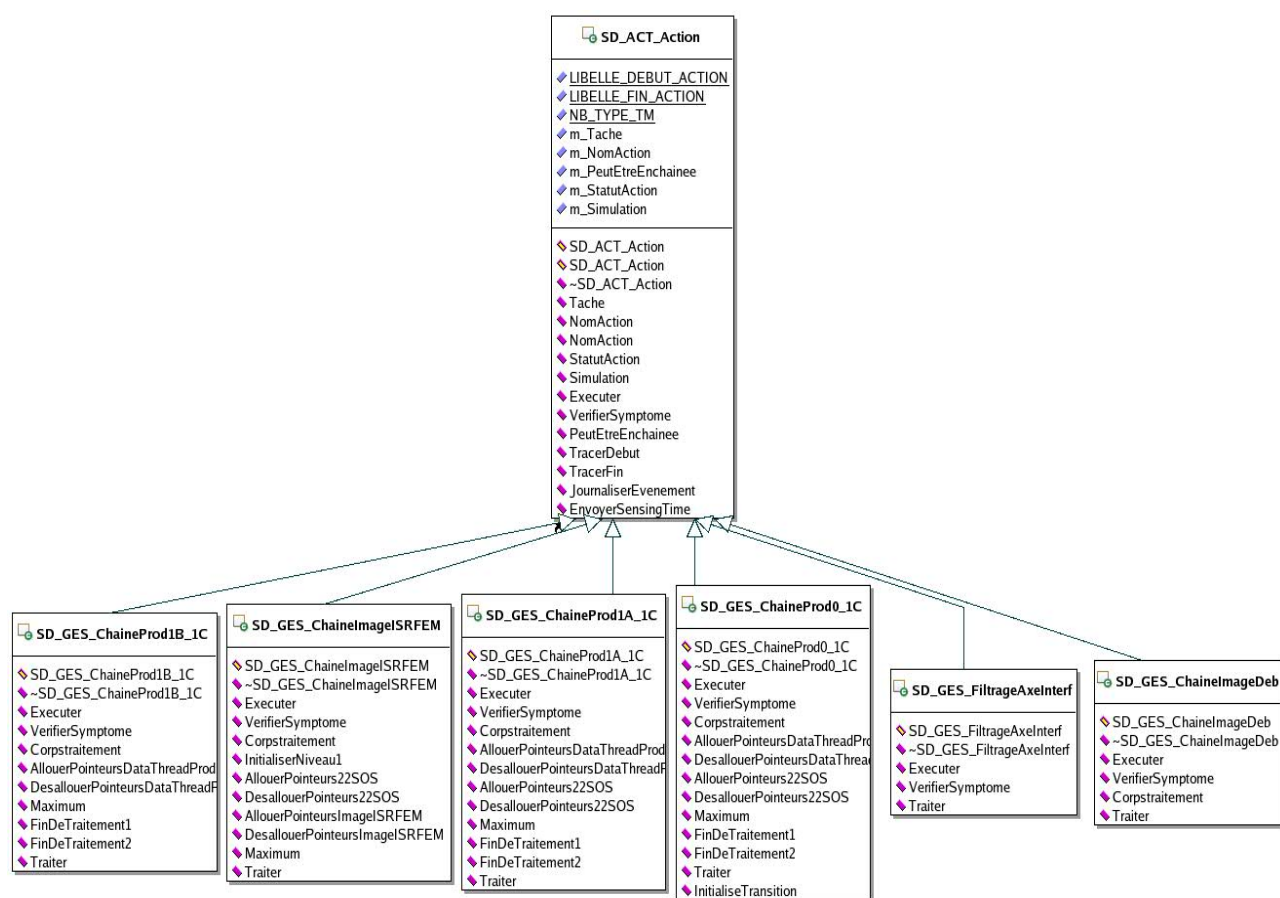 SD_ACT_Action
LIBELLE_DEBUT_ACTION
LIBELLE_FIN_ACTION
NB_TYPE_TM
m_Tache
m_NomAction
m_PeutEtreEnchainee
m_StatutAction
m_Simulation
SD_ACT_Action
SD_ACT_Action
~SD_ACT_Action
Tache
NomAction
NomAction
StatutAction
Simulation
Executer
VerifierSymptome
PeutEtreEnchainee
TracerDebut
TracerFin
JournaliserEvenement
EnvoyerSensingTime
SD_GES_ChaineProd1B_1C
SD_GES_ChaineProd1B_1C
~SD_GES_ChaineProd1B_1C
Executer
VerifierSymptome
Corpstraitement
AllouerPointeursDataThreadProd
DesallouerPointeursDataThreadF
Maximum
FinDeTraitement1
FinDeTraitement2
Traiter
SD_GES_ChaineImageISRFEM
SD_GES_ChaineImageISRFEM
~SD_GES_ChaineImageISRFEM
Executer
VerifierSymptome
Corpstraitement
InitialiserNiveau1
AllouerPointeurs22SOS
DesallouerPointeurs22SOS
AllouerPointeursImageISRFEM
DesallouerPointeursImageISRFEM
Maximum
Traiter
SD_GES_ChaineProd1A_1C
SD_GES_ChaineProd1A_1C
~SD_GES_ChaineProd1A_1C
Executer
VerifierSymptome
Corpstraitement
AllouerPointeursDataThreadProd
DesallouerPointeursDataThreadF
AllouerPointeurs22SOS
DesallouerPointeurs22SOS
Maximum
FinDeTraitement1
FinDeTraitement2
Traiter
SD_GES_ChaineProd0_1C
SD_GES_ChaineProd0_1C
~SD_GES_ChaineProd0_1C
Executer
VerifierSymptome
Corpstraitement
AllouerPointeursDataThreadPro
DesallouerPointeursDataThread
AllouerPointeurs22SOS
DesallouerPointeurs22SOS
Maximum
FinDeTraitement1
FinDeTraitement2
Traiter
InitialiseTransition
SD_GES_FiltrageAxeInterf
SD_GES_FiltrageAxeInterf
~SD_GES_FiltrageAxeInterf
Executer
VerifierSymptome
Traiter
SD_GES_ChaineImageDeb
SD_GES_ChaineImageDeb
~SD_GES_ChaineImageDeb
Executer
VerifierSymptome
Corpstraitement
Traiter